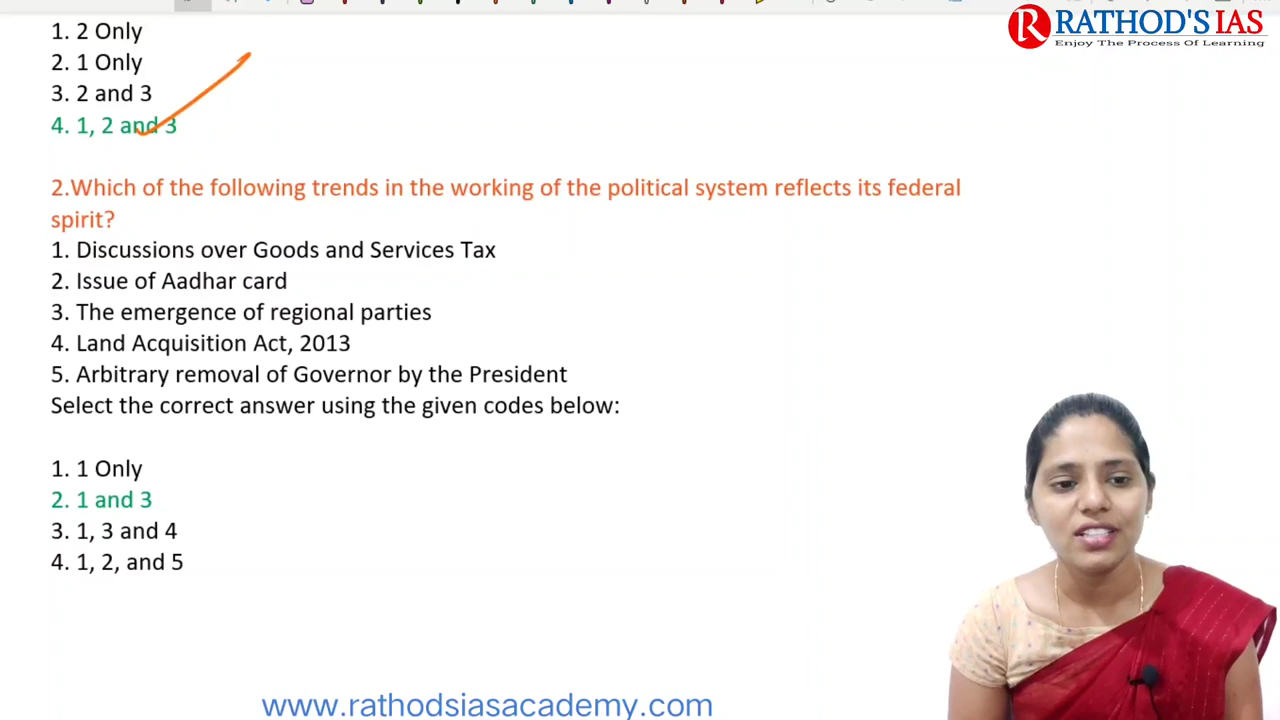 1. 2 Only
RATHOD'S IAS
Enjoy The Process Of Learning
2. 1 Only
3. 2 and 3
4. 1, 2 and 3
2.Which of the following trends in the working of the political system reflects its federal
spirit?
1. Discussions over Goods and Services Tax
2. Issue of Aadhar card
3. The emergence of regional parties
4. Land Acquisition Act, 2013
5. Arbitrary removal of Governor by the President
Select the correct answer using the given codes below:
1. 1 Only
2. 1 and 3
3. 1, 3 and 4
4. 1, 2, and 5
www.rathodsiasacademy.com